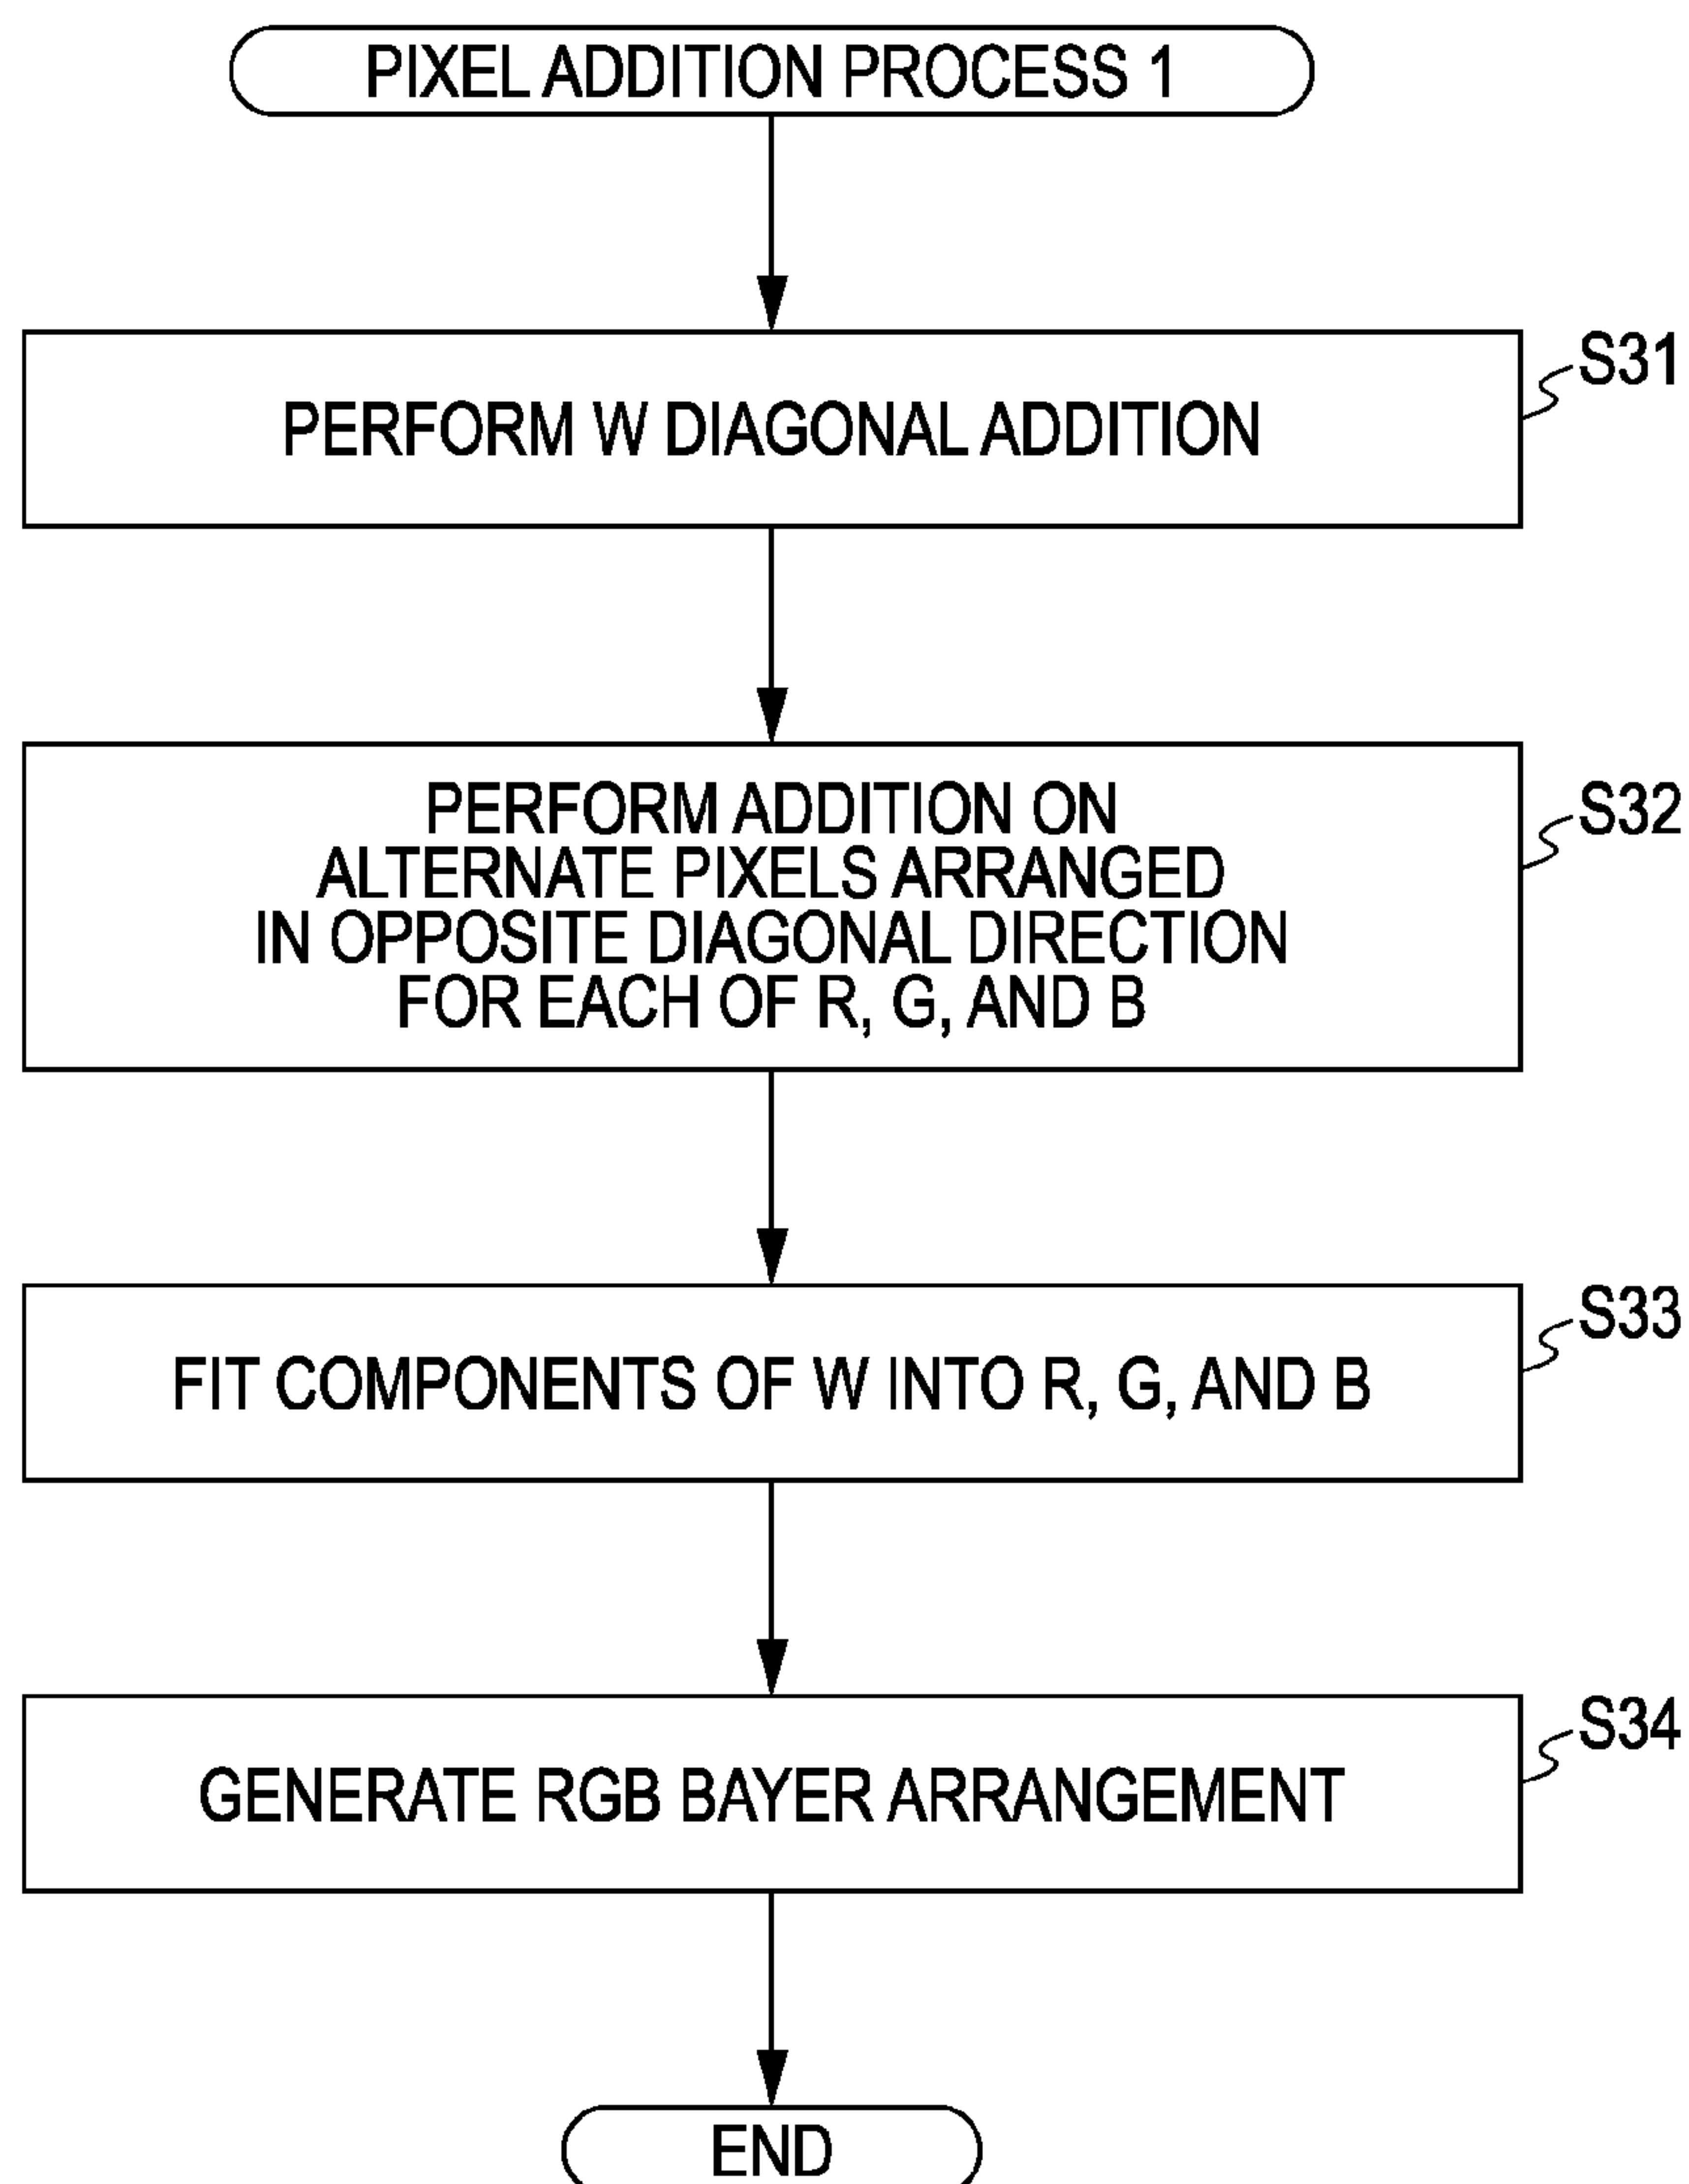 PIXEL ADDITION PROCESS 1
S31
PERFORM W DIAGONAL ADDITION
S32
PERFORM ADDITION ON
ALTERNATE PIXELS ARRANGED
IN OPPOSITE DIAGONAL DIRECTION
FOR EACH OF R, G, AND B
S33
FIT COMPONENTS OF W INTO R, G, AND B
S34
GENERATE RGB BAYER ARRANGEMENT
END